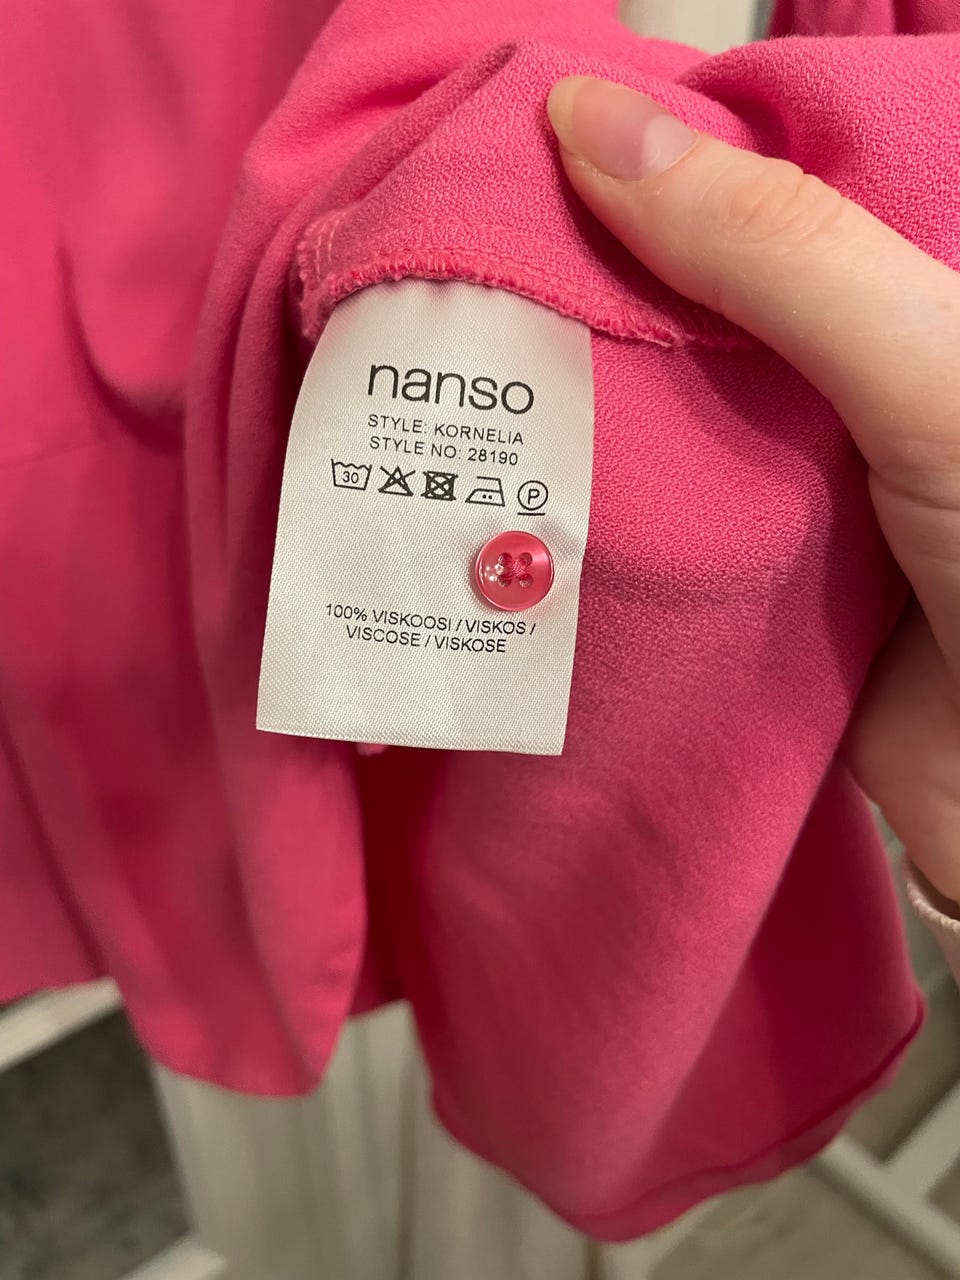 nanso
STYLE: KORNELIA
STYLE NO: 28190
30 P
100% VISKOOSI / VISKOS /
VISCOSE / VISKOSE